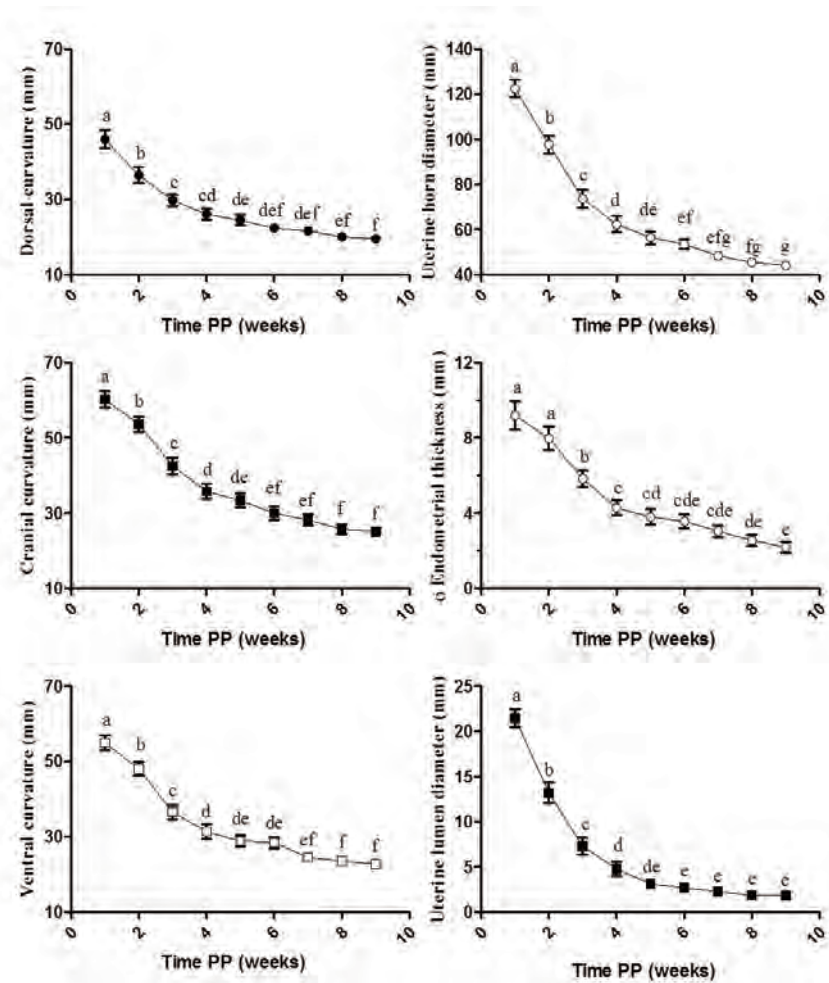 70
50
30
10
Dorsal curvature (mm)
a
b
c
cd
de
def
def
ef
f
0
2
4
6
8
10
Time PP (weeks)
140
120
100
80
60
40
Uterine horn diameter (mm)
a
b
c
d
de
ef
efg
fg
g
0
2
4
6
8
10
Time PP (weeks)
70
50
30
10
Cranial curvature (mm)
a
b
c
d
de
ef
ef
f
f
0
2
4
6
8
10
Time PP (weeks)
12
8
4
0
Endometrial thickness (mm)
a
a
b
c
cd
cde
cde
de
e
0
2
4
6
8
10
Time PP (weeks)
70
50
30
10
Ventral curvature (mm)
a
b
c
d
de
de
ef
f
f
0
2
4
6
8
10
Time PP (weeks)
25
20
15
10
5
0
Uterine lumen diameter (mm)
a
b
c
d
de
e
e
e
e
0
2
4
6
8
10
Time PP (weeks)